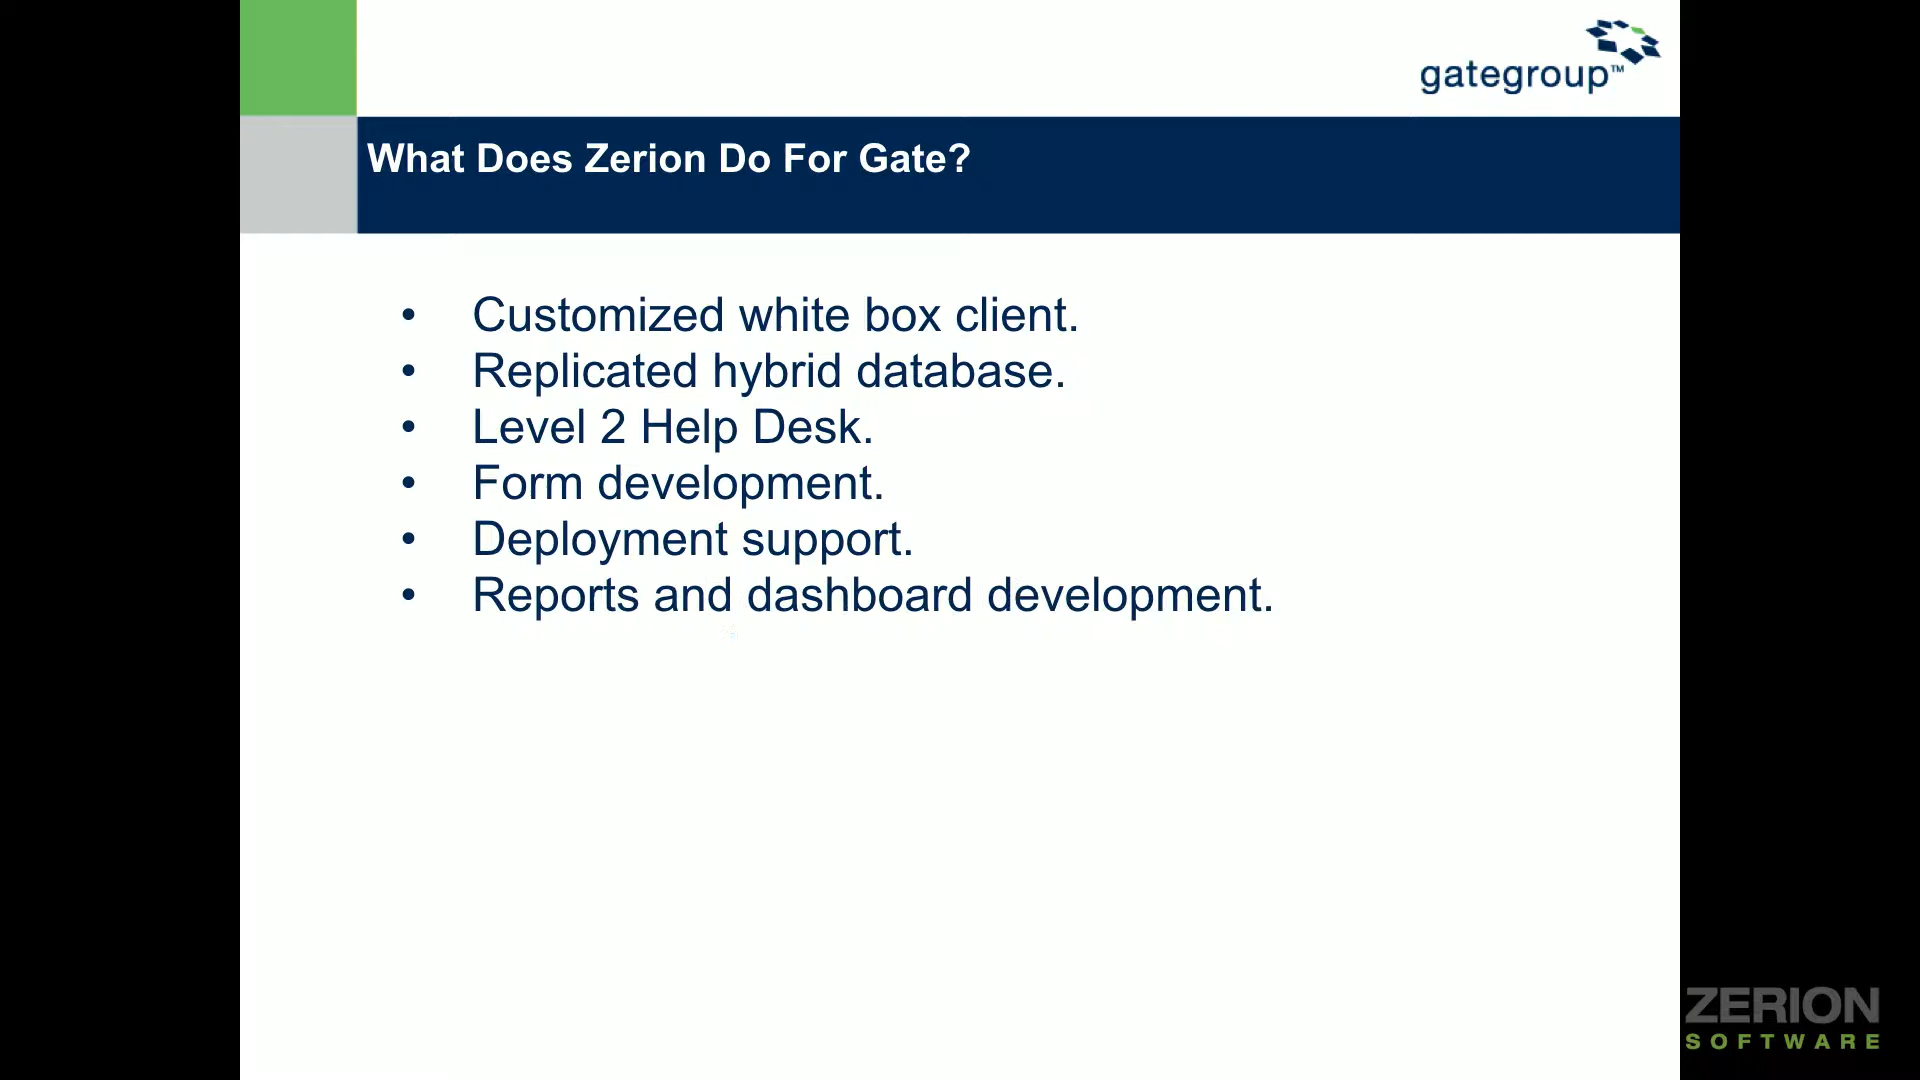 gategroup™
What Does Zerion Do For Gate?
• Customized white box client.
• Replicated hybrid database.
• Level 2 Help Desk.
• Form development.
• Deployment support.
• Reports and dashboard development.
ZERION
SOFTWARE